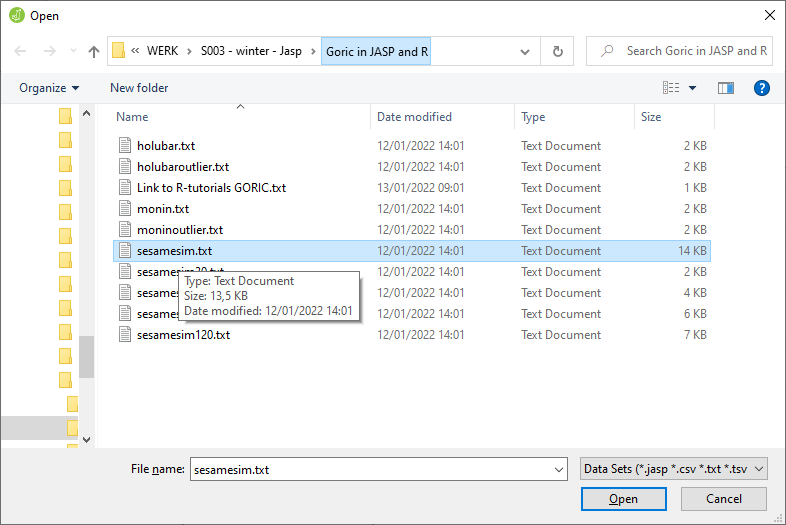 Open
« WERK > S003 - winter - Jasp > Goric in JASP and R
Search Goric in JASP and R
Organize
New folder
Name Date modified Type Size
holubar.txt 12/01/2022 14:01 Text Document 2 KB
holubaroutlier.txt 12/01/2022 14:01 Text Document 2 KB
Link to R-tutorials GORIC.txt 13/01/2022 09:01 Text Document 1 KB
monin.txt 12/01/2022 14:01 Text Document 2 KB
moninoutlier.txt 12/01/2022 14:01 Text Document 2 KB
sesamesim.txt 12/01/2022 14:01 Text Document 14 KB
12/01/2022 14:01 Text Document 2 KB
Type: Text Document
Size: 13,5 KB
Date modified: 12/01/2022 14:01
12/01/2022 14:01 Text Document 4 KB
12/01/2022 14:01 Text Document 6 KB
sesamesim120.txt 12/01/2022 14:01 Text Document 7 KB
File name: sesamesim.txt
Data Sets (*.jasp *.csv *.txt *.tsv
Open
Cancel